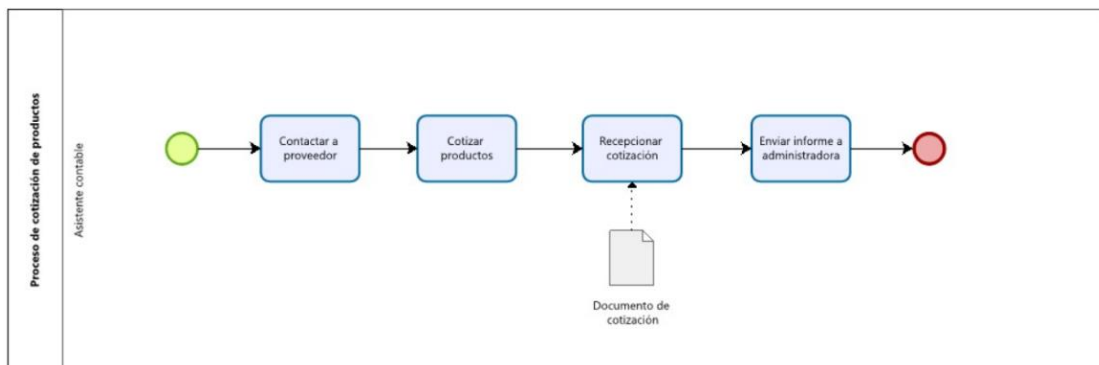 Proceso de cotización de productos
Asistente contable
Contactar a
proveedor
Cotizar
productos
Recepcionar
cotización
Enviar informe a
administradora
Documento de
cotización